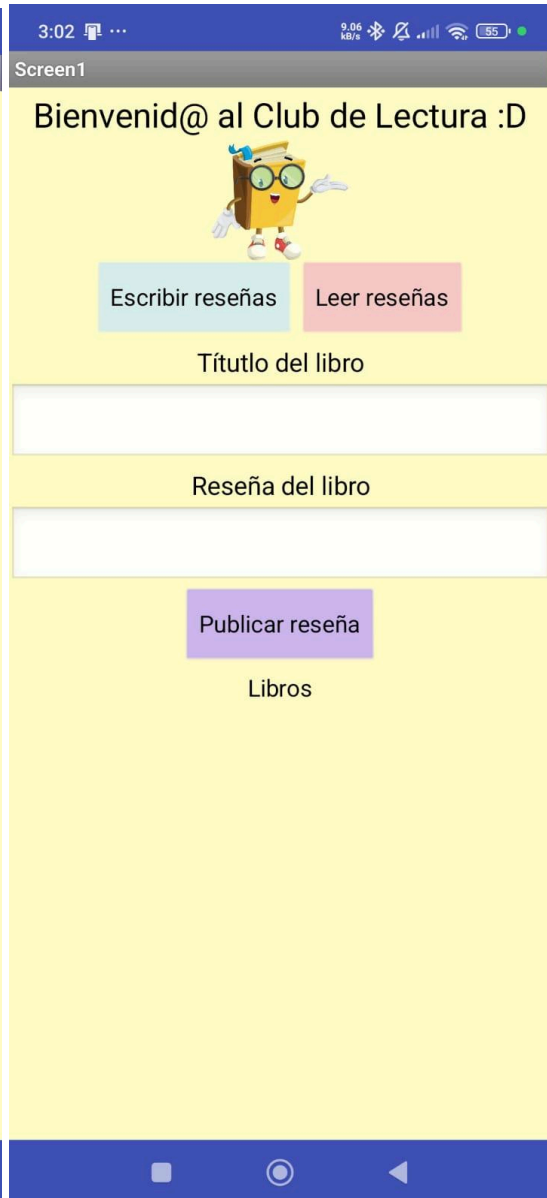 3:02 ...
9.06 kB/s 55
Screen1
Bienvenid@ al Club de Lectura :D
Escribir reseñas Leer reseñas
Títutlo del libro
Reseña del libro
Publicar reseña
Libros